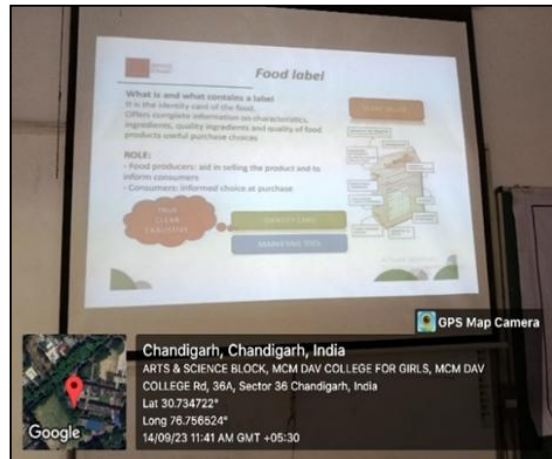 Food label
What is and what contains a label
It is the identity card of the food.
Offers complete information on characteristics,
ingredients, quality ingredients and quality of food
products useful purchase choices
ROLE:
- Food producers: aid in selling the product and to
inform consumers
- Consumers: informed choice at purchase
TRUE
CLEAR
EXHAUSTIVE
IDENTITY CARD
MARKETING TOOL
GPS Map Camera
Chandigarh, Chandigarh, India
ARTS & SCIENCE BLOCK, MCM DAV COLLEGE FOR GIRLS, MCM DAV
COLLEGE Rd, 36A, Sector 36 Chandigarh, India
Lat 30.734722°
Long 76.756524°
14/09/23 11:41 AM GMT +05:30
Google